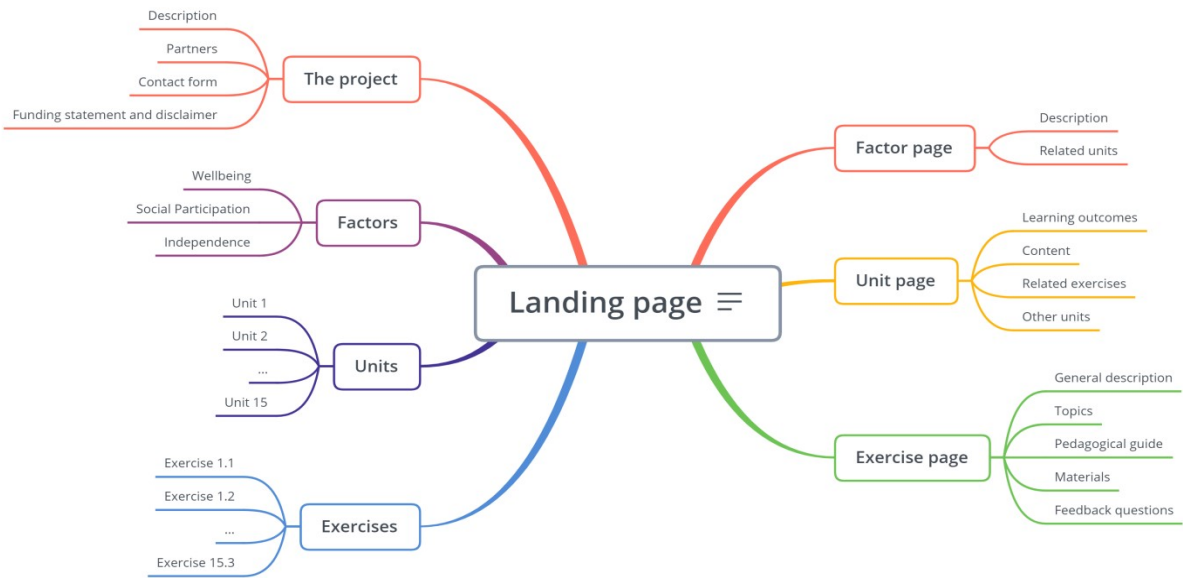 Description
Partners
Contact form
Funding statement and disclaimer
The project
Wellbeing
Social Participation
Independence
Factors
Unit 1
Unit 2
...
Unit 15
Units
Exercise 1.1
Exercise 1.2
...
Exercise 15.3
Exercises
Landing page
Factor page
Description
Related units
Unit page
Learning outcomes
Content
Related exercises
Other units
Exercise page
General description
Topics
Pedagogical guide
Materials
Feedback questions